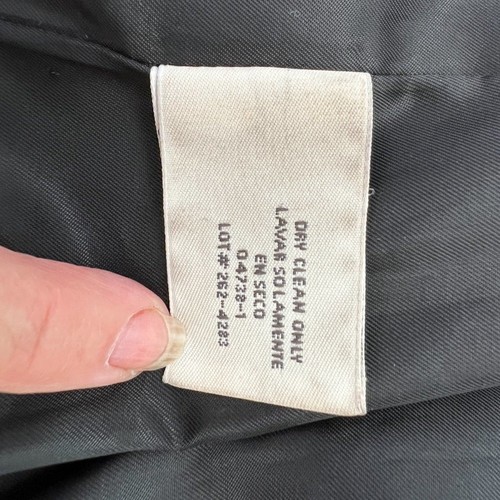 DRY CLEAN ONLY
LAVAR SOLAMENTE
EN SECO
04738-1
LOT.# 262-4283